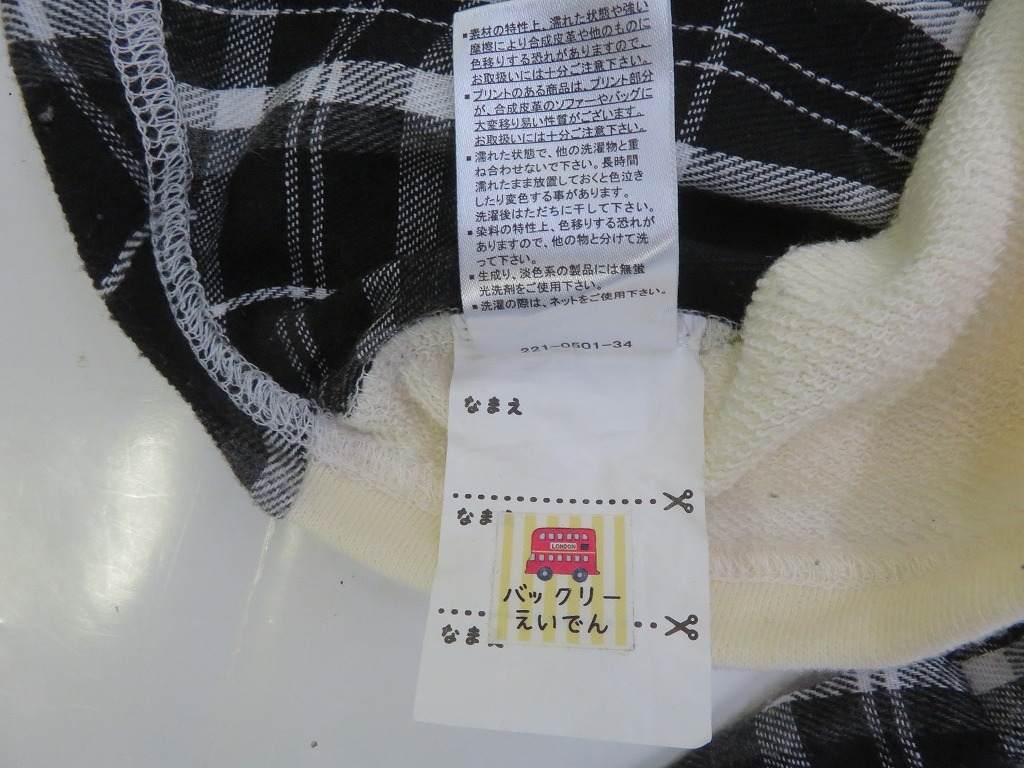 ■素材の特性上、濡れた状態や強い
摩擦により合成皮革や他のものに
色移りする恐れがありますので、
お取扱いには十分ご注意下さい。
■プリントのある商品は、プリント部分
が、合成皮革のソファーやバッグに
大変移り易い性質がございます。
お取扱いには十分ご注意下さい。
■濡れた状態で、他の洗濯物と重
ね合わせないで下さい。長時間
濡れたまま放置しておくと色泣き
したり変色する事があります。
洗濯後はただちに干して下さい。
■染料の特性上、色移りする恐れが
ありますので、他の物と分けて洗
って下さい。
■生成り、淡色系の製品には無蛍
光洗剤をご使用下さい。
■洗濯の際は、ネットをご使用下さい。
221-0501-34
なまえ
なま
LONDON
バックリー
えいでん
なまえ